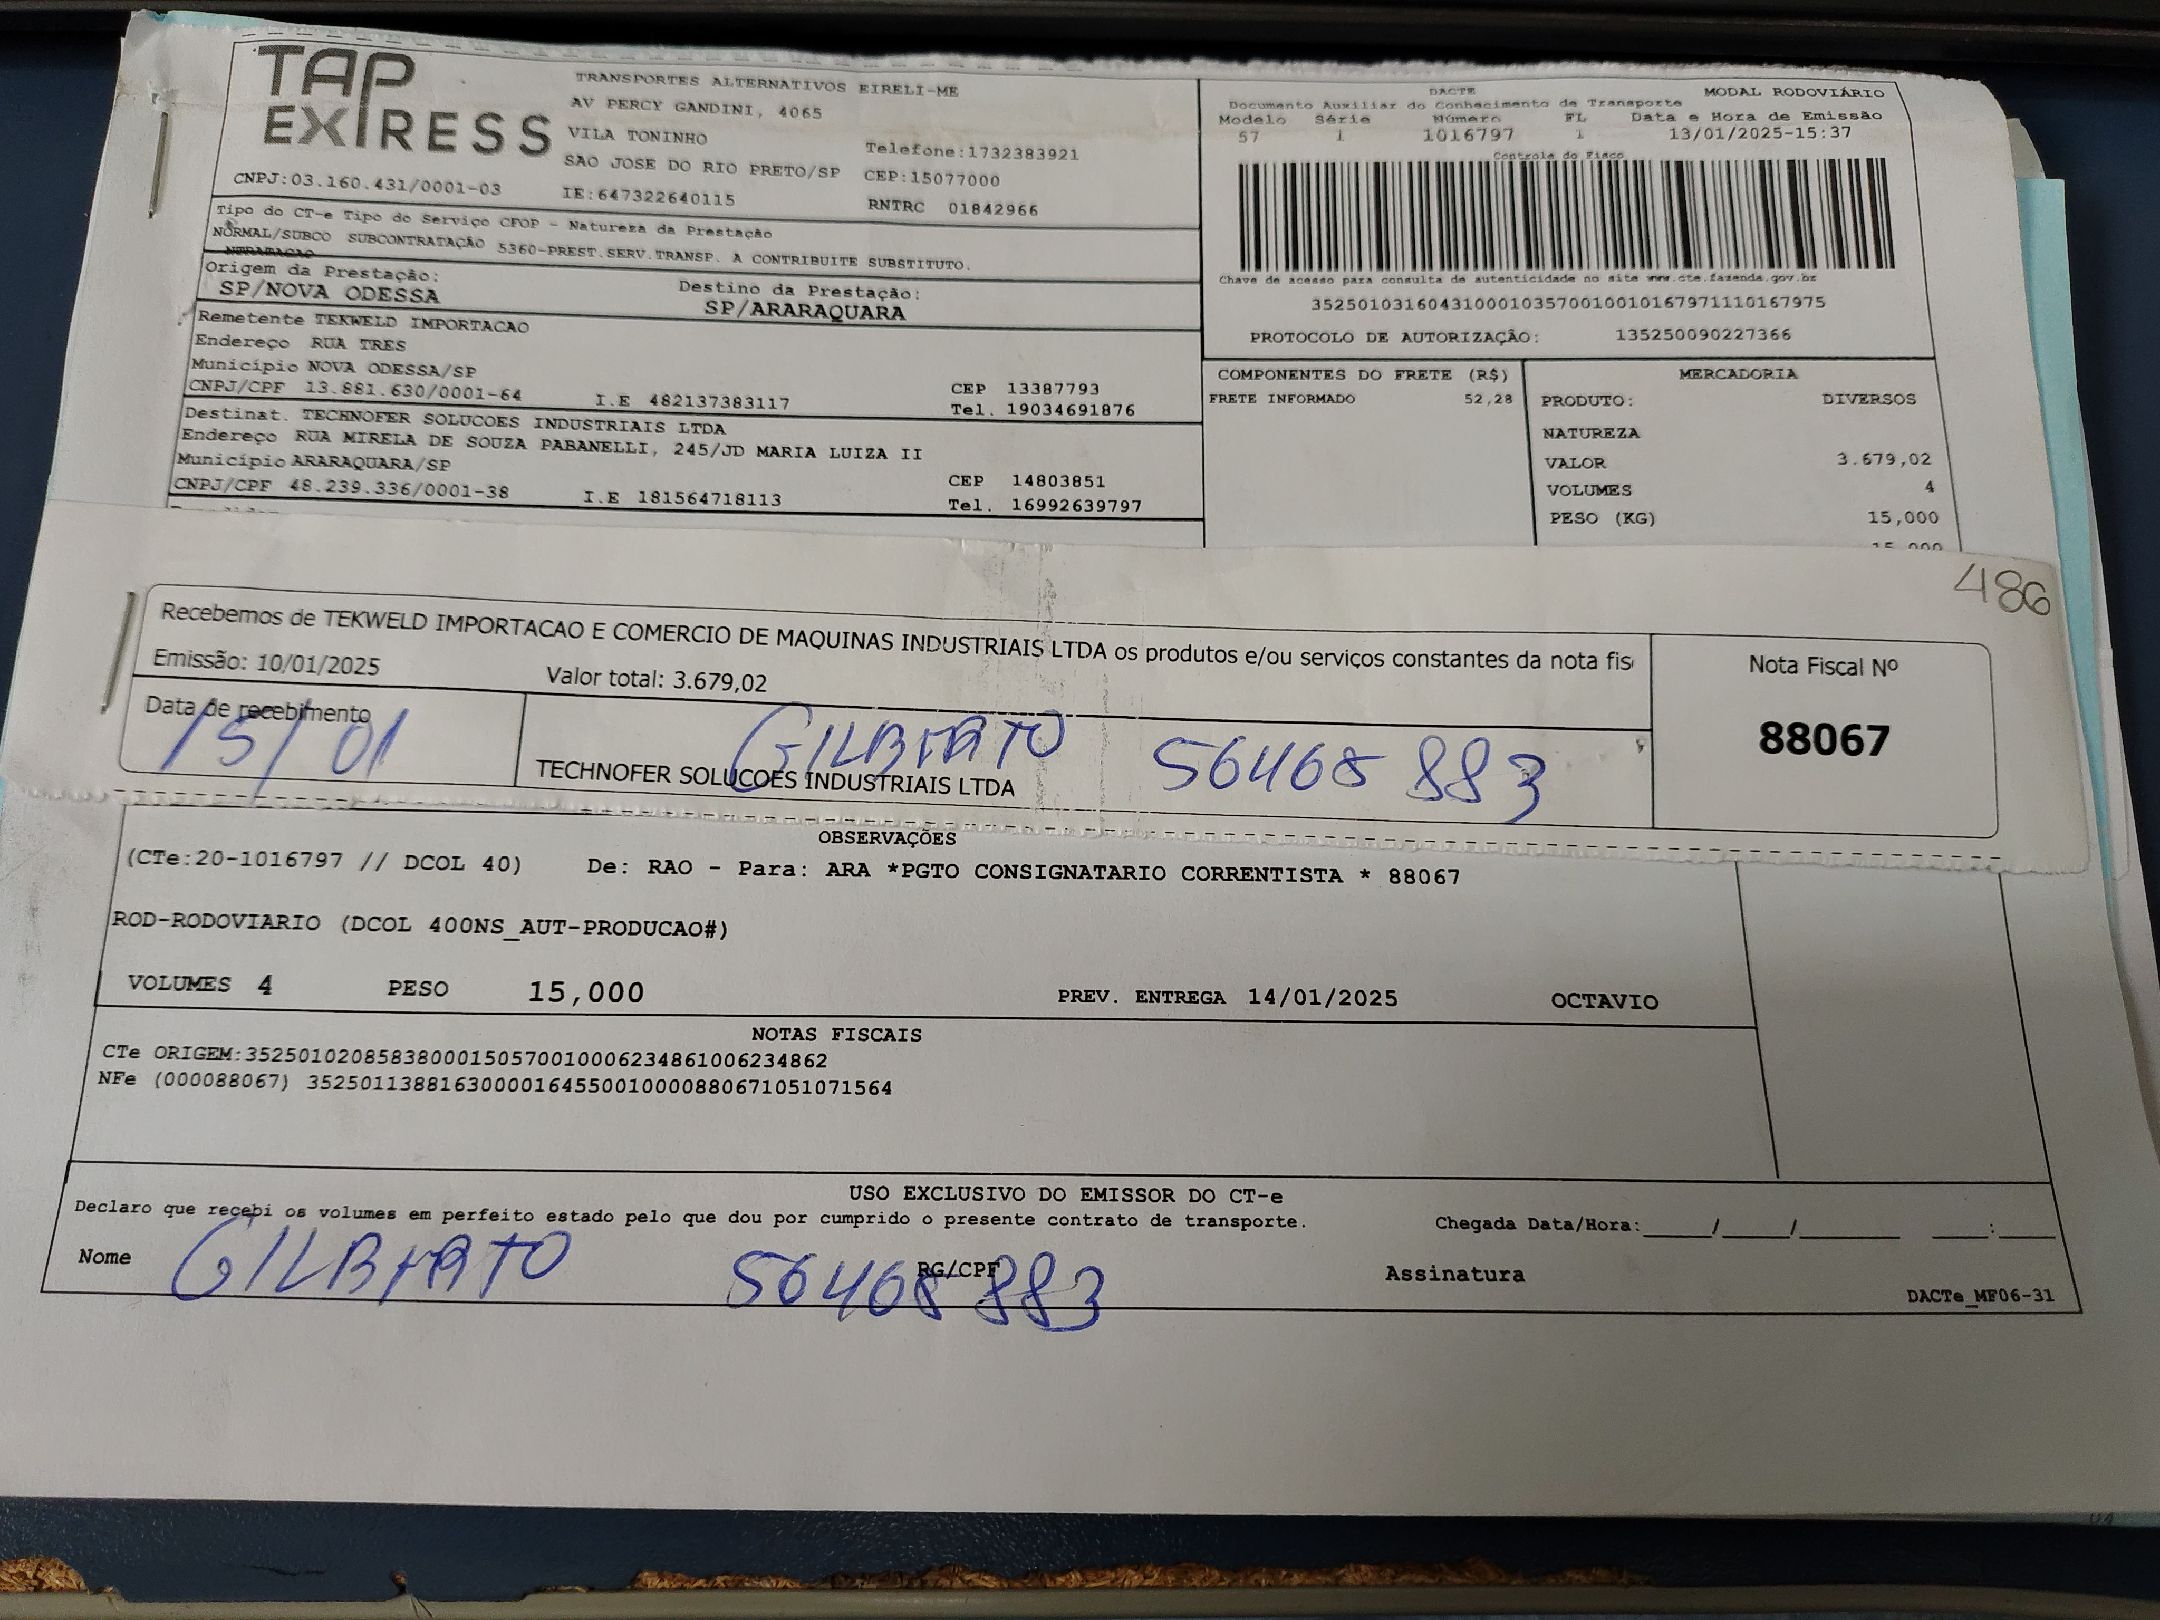 TAP EXPRESS
TRANSPORTES ALTERNATIVOS EIRELI-ME
AV PERCY GANDINI, 4065
VILA TONINHO
Telefone:1732383921
SAO JOSE DO RIO PRETO/SP CEP:15077000
CNPJ:03.160.431/0001-03 IE:647322640115 RNTRC 01842966
DACTE MODAL RODOVIÁRIO
Documento Auxiliar do Conhecimento de Transporte
Modelo Série Número FL Data e Hora de Emissão
57 1 1016797 1 13/01/2025-15:37
Controle do Fisco
Chave de acesso para consulta de autenticidade no site www.cte.fazenda.gov.br
35250103160431000103570010010167971110167975
PROTOCOLO DE AUTORIZAÇÃO: 135250090227366
Tipo do CT-e Tipo do Serviço CFOP - Natureza da Prestação
NORMAL/SUBCO SUBCONTRATAÇÃO 5360-PREST.SERV.TRANSP. A CONTRIBUITE SUBSTITUTO.
NTRATACAO
Origem da Prestação: Destino da Prestação:
SP/NOVA ODESSA SP/ARARAQUARA
Remetente TEKWELD IMPORTACAO
Endereço RUA TRES
Município NOVA ODESSA/SP CEP 13387793
CNPJ/CPF 13.881.630/0001-64 I.E 482137383117 Tel. 19034691876
Destinat. TECHNOFER SOLUCOES INDUSTRIAIS LTDA
Endereço RUA MIRELA DE SOUZA PABANELLI, 245/JD MARIA LUIZA II
Município ARARAQUARA/SP CEP 14803851
CNPJ/CPF 48.239.336/0001-38 I.E 181564718113 Tel. 16992639797
COMPONENTES DO FRETE (R$)
FRETE INFORMADO 52,28
MERCADORIA
PRODUTO: DIVERSOS
NATUREZA
VALOR 3.679,02
VOLUMES 4
PESO (KG) 15,000
486
Recebemos de TEKWELD IMPORTACAO E COMERCIO DE MAQUINAS INDUSTRIAIS LTDA os produtos e/ou serviços constantes da nota fis
Emissão: 10/01/2025 Valor total: 3.679,02
Nota Fiscal Nº
88067
Data de recebimento
15/01
GILBERTO 56468883
TECHNOFER SOLUCOES INDUSTRIAIS LTDA
OBSERVAÇÕES
(CTe:20-1016797 // DCOL 40) De: RAO - Para: ARA *PGTO CONSIGNATARIO CORRENTISTA * 88067
ROD-RODOVIARIO (DCOL 400NS_AUT-PRODUCAO#)
VOLUMES 4 PESO 15,000 PREV. ENTREGA 14/01/2025 OCTAVIO
NOTAS FISCAIS
CTe ORIGEM:35250102085838000150570010006234861006234862
NFe (000088067) 35250113881630000164550010000880671051071564
USO EXCLUSIVO DO EMISSOR DO CT-e
Declaro que recebi os volumes em perfeito estado pelo que dou por cumprido o presente contrato de transporte. Chegada Data/Hora:____/____/______ ___:___
Nome GILBERTO RG/CPF 56468883 Assinatura
DACTe_MF06-31